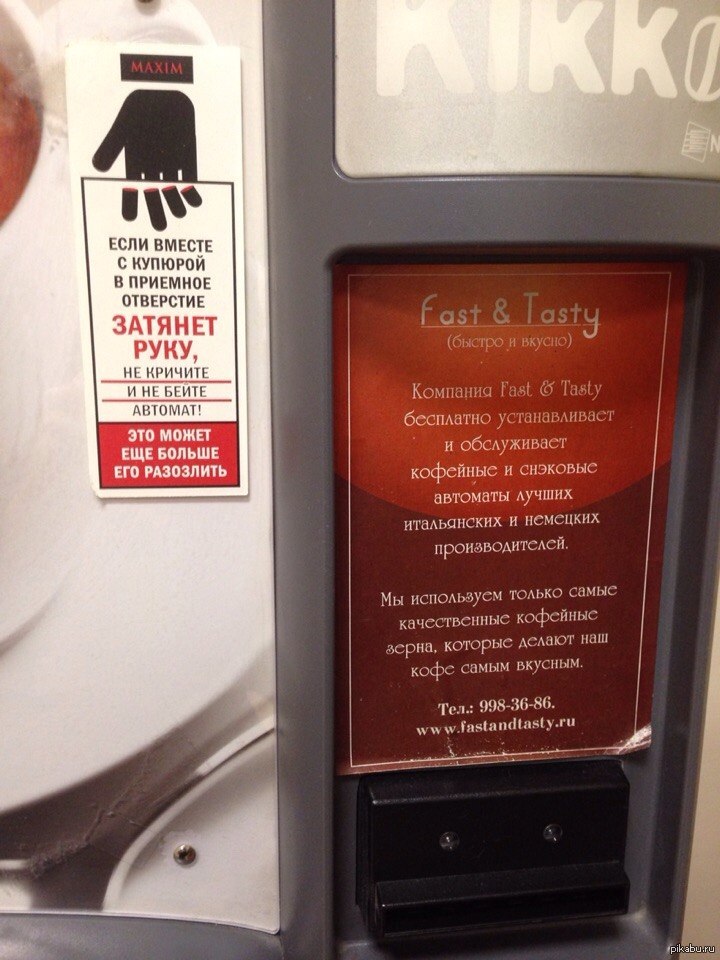 MAXIM
ЕСЛИ ВМЕСТЕ
С КУПЮРОЙ
В ПРИЕМНОЕ
ОТВЕРСТИЕ
ЗАТЯНЕТ
РУКУ,
НЕ КРИЧИТЕ
И НЕ БЕЙТЕ
АВТОМАТ!
ЭТО МОЖЕТ
ЕЩЕ БОЛЬШЕ
ЕГО РАЗОЗЛИТЬ
Kikko
N
Fast & Tasty
(быстро и вкусно)
Компания Fast & Tasty
бесплатно устанавливает
и обслуживает
кофейные и снэковые
автоматы лучших
итальянских и немецких
производителей.
Мы используем только самые
качественные кофейные
зерна, которые делают наш
кофе самым вкусным.
Тел.: 998-36-86.
www.fastandtasty.ru
pikabu.ru